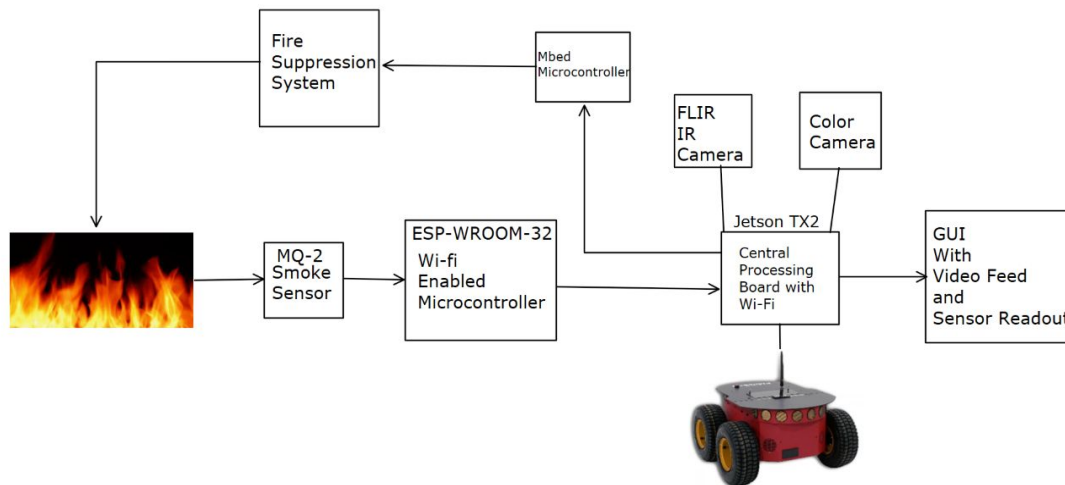 Fire
Suppression
System
Mbed
Microcontroller
FLIR
IR
Camera
Color
Camera
Jetson TX2
Central
Processing
Board with
Wi-Fi
GUI
With
Video Feed
and
Sensor Readout
MQ-2
Smoke
Sensor
ESP-WROOM-32
Wi-fi
Enabled
Microcontroller